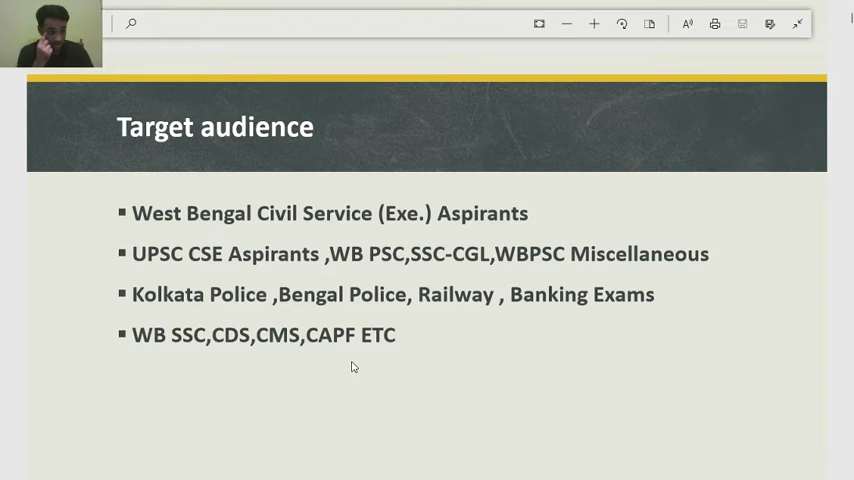 Target audience
West Bengal Civil Service (Exe.) Aspirants
UPSC CSE Aspirants ,WB PSC,SSC-CGL,WBPSC Miscellaneous
Kolkata Police ,Bengal Police, Railway , Banking Exams
WB SSC,CDS,CMS,CAPF ETC